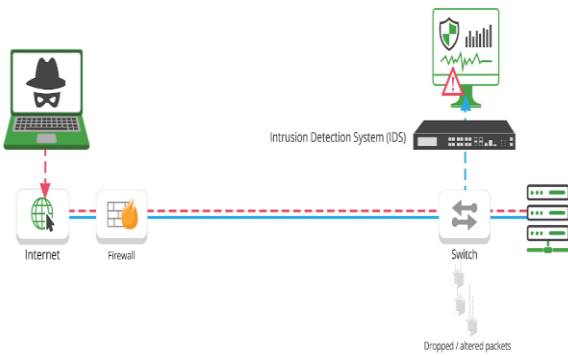 Intrusion Detection System (IDS)
Internet
Firewall
Switch
Dropped / altered packets